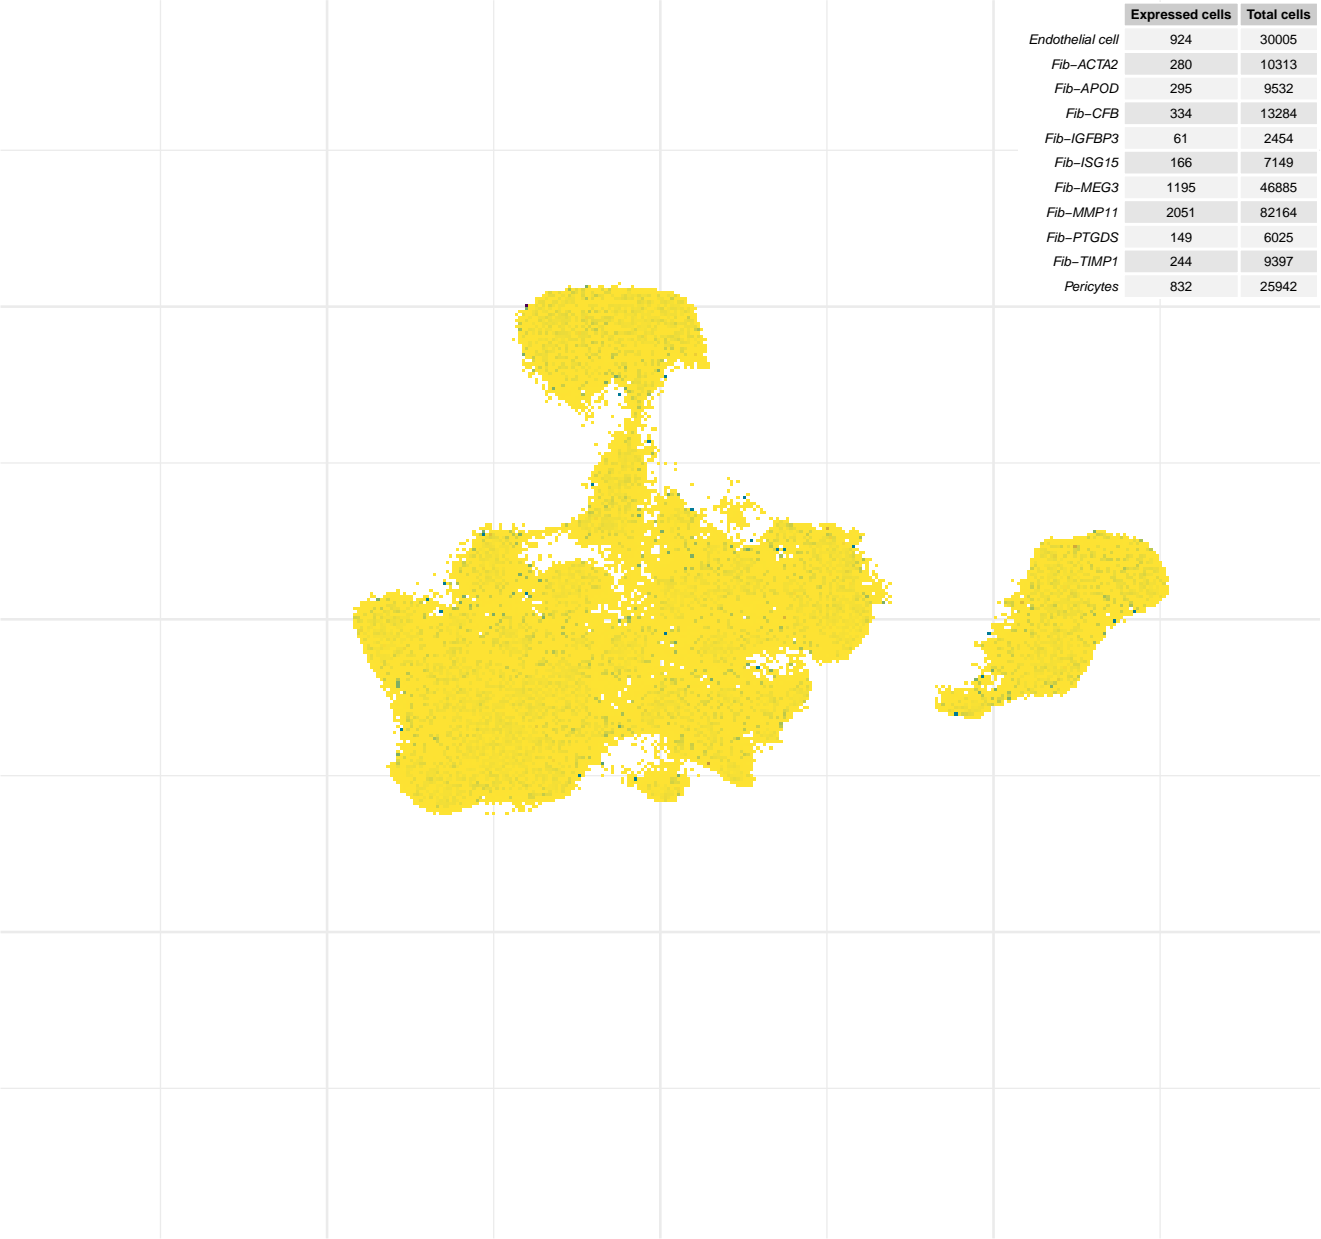 Expressed cells Total cells
Endothelial cell 924 30005
Fib−ACTA2 280 10313
Fib−APOD 295 9532
Fib−CFB 334 13284
Fib−IGFBP3 61 2454
Fib−ISG15 166 7149
Fib−MEG3 1195 46885
Fib−MMP11 2051 82164
Fib−PTGDS 149 6025
Fib−TIMP1 244 9397
Pericytes 832 25942